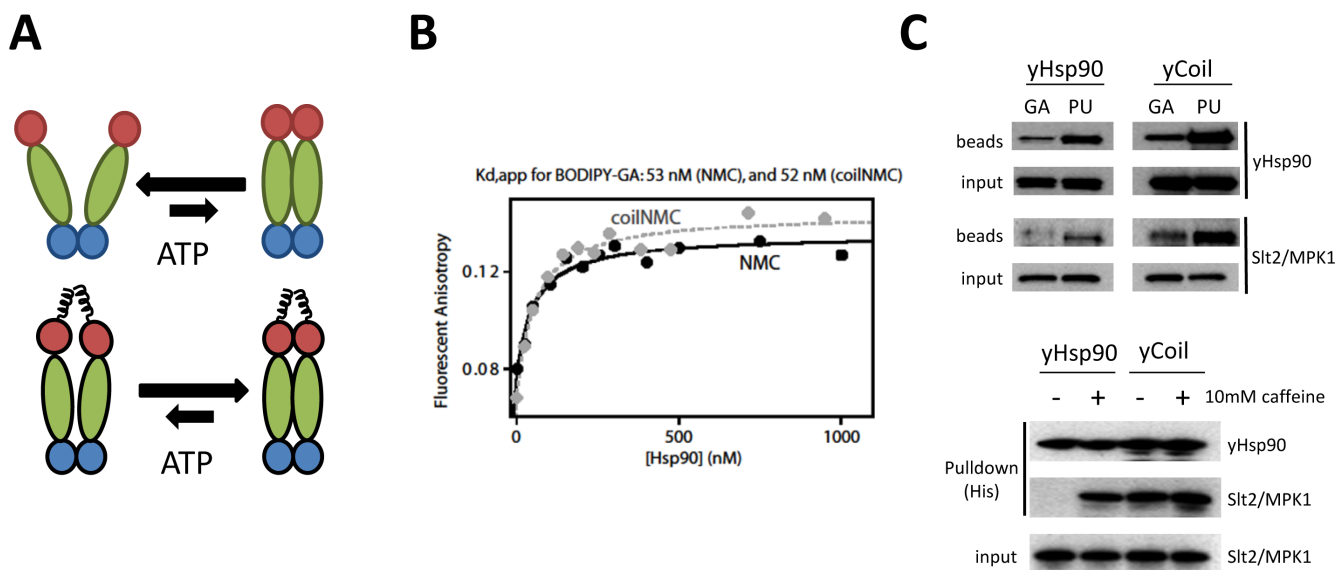 A
ATP
ATP
B
Kd,app for BODIPY-GA: 53 nM (NMC), and 52 nM (coilNMC)
coilNMC
NMC
Fluorescent Anisotropy
0.12
0.08
0
500
1000
[Hsp90] (nM)
C
yHsp90 yCoil
GA PU GA PU
beads
input
yHsp90
beads
input
Slt2/MPK1
yHsp90 yCoil
- + - + 10mM caffeine
Pulldown
(His)
yHsp90
Slt2/MPK1
input Slt2/MPK1